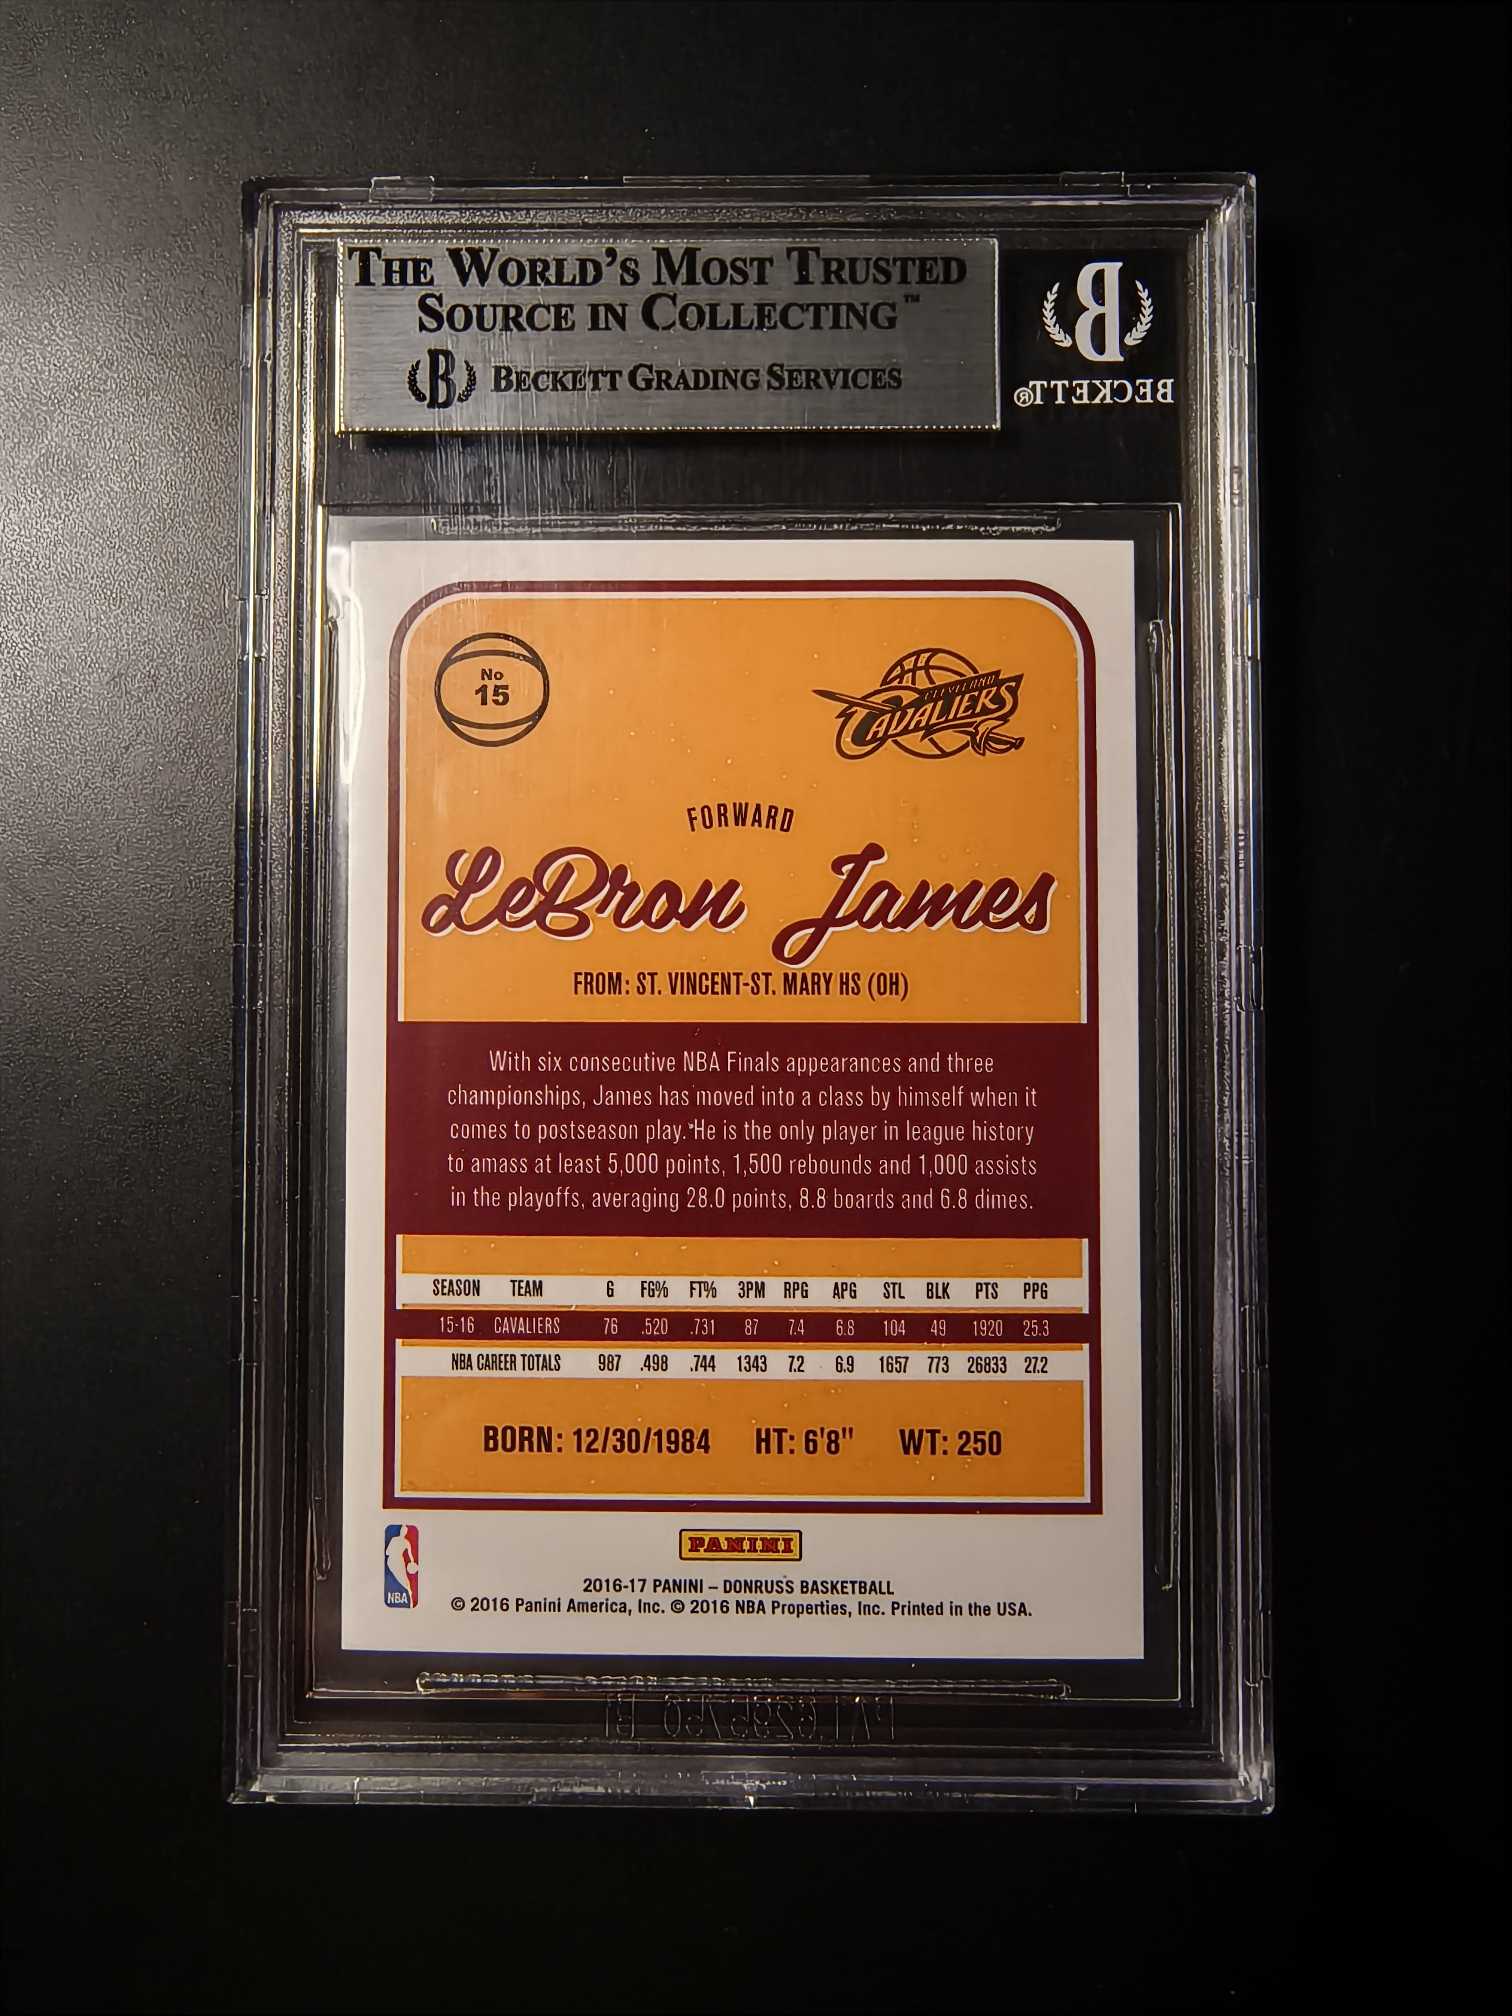 THE WORLD'S MOST TRUSTED
SOURCE IN COLLECTING™
B BECKETT GRADING SERVICES
B
BECKETT®
No
15
CLEVELAND
CAVALIERS
FORWARD
LeBron James
FROM: ST. VINCENT-ST. MARY HS (OH)
With six consecutive NBA Finals appearances and three
championships, James has moved into a class by himself when it
comes to postseason play. He is the only player in league history
to amass at least 5,000 points, 1,500 rebounds and 1,000 assists
in the playoffs, averaging 28.0 points, 8.8 boards and 6.8 dimes.
SEASON TEAM G FG% FT% 3PM RPG APG STL BLK PTS PPG
15-16 CAVALIERS 76 .520 .731 87 7.4 6.8 104 49 1920 25.3
NBA CAREER TOTALS 987 .498 .744 1343 7.2 6.9 1657 773 26833 27.2
BORN: 12/30/1984 HT: 6'8" WT: 250
PANINI
NBA
2016-17 PANINI – DONRUSS BASKETBALL
© 2016 Panini America, Inc. © 2016 NBA Properties, Inc. Printed in the USA.